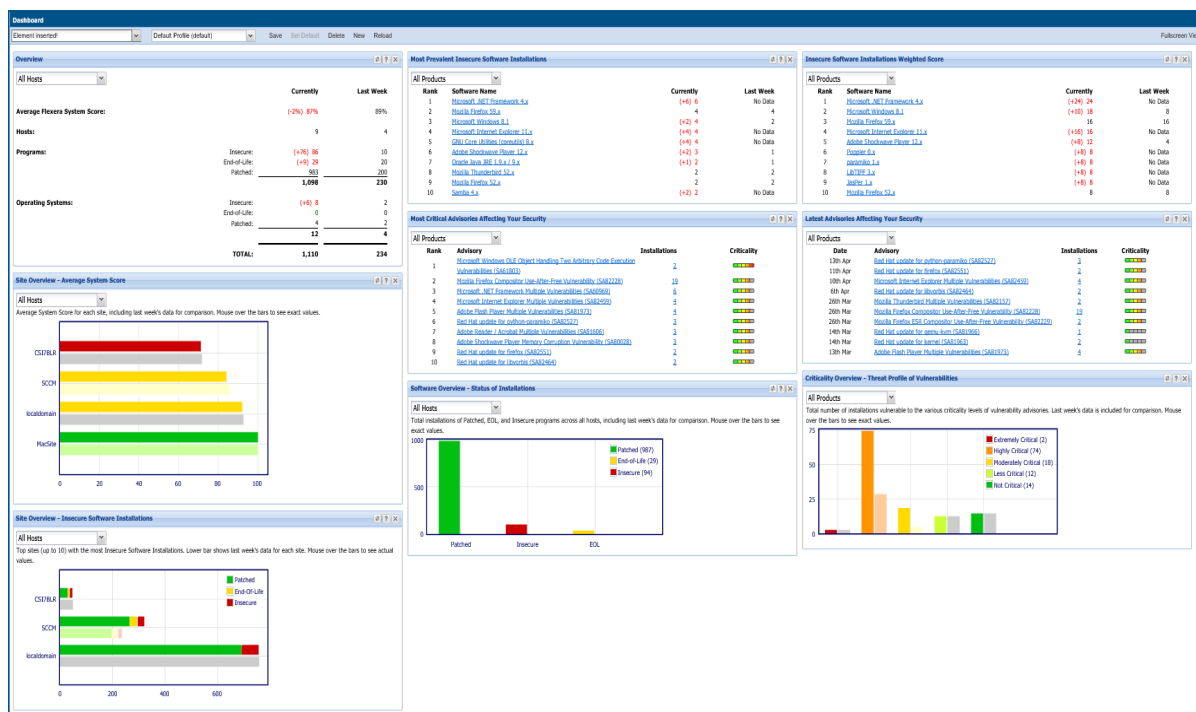 Dashboard
Element inserted!
Default Profile (default)
Save Set Default Delete New Reload
Fullscreen Vie
Overview
All Hosts
Currently Last Week
Average Flexera System Score: (-2%) 87% 89%
Hosts: 9 4
Programs: Insecure: (+76) 86 10
End-of-Life: (+9) 29 20
Patched: 983 200
1,098 230
Operating Systems: Insecure: (+6) 8 2
End-of-Life: 0 0
Patched: 4 2
12 4
TOTAL: 1,110 234
Site Overview - Average System Score
All Hosts
Average System Score for each site, including last week's data for comparison. Mouse over the bars to see exact values.
CSI7BLR
SCCM
localdomain
MacSite
0 20 40 60 80 100
Site Overview - Insecure Software Installations
All Hosts
Top sites (up to 10) with the most Insecure Software Installations. Lower bar shows last week's data for each site. Mouse over the bars to see actual
values.
Patched
End-Of-Life
Insecure
CSI7BLR
SCCM
localdomain
0 200 400 600
Most Prevalent Insecure Software Installations
All Products
Rank Software Name Currently Last Week
1 Microsoft .NET Framework 4.x (+6) 6 No Data
2 Mozilla Firefox 59.x 4 4
3 Microsoft Windows 8.1 (+2) 4 2
4 Microsoft Internet Explorer 11.x (+4) 4 No Data
5 GNU Core Utilities (coreutils) 8.x (+4) 4 No Data
6 Adobe Shockwave Player 12.x (+2) 3 1
7 Oracle Java JRE 1.9.x / 9.x (+1) 2 1
8 Mozilla Thunderbird 52.x 2 2
9 Mozilla Firefox 52.x 2 2
10 Samba 4.x (+2) 2 No Data
Most Critical Advisories Affecting Your Security
All Products
Rank Advisory Installations Criticality
1 Microsoft Windows OLE Object Handling Two Arbitrary Code Execution
Vulnerabilities (SA61803) 2
2 Mozilla Firefox Compositor Use-After-Free Vulnerability (SA82228) 19
3 Microsoft .NET Framework Multiple Vulnerabilities (SA60969) 6
4 Microsoft Internet Explorer Multiple Vulnerabilities (SA82459) 4
5 Adobe Flash Player Multiple Vulnerabilities (SA81973) 4
6 Red Hat update for python-paramiko (SA82527) 3
7 Adobe Reader / Acrobat Multiple Vulnerabilities (SA81606) 3
8 Adobe Shockwave Player Memory Corruption Vulnerability (SA80028) 3
9 Red Hat update for firefox (SA82551) 2
10 Red Hat update for libvorbis (SA82464) 2
Software Overview - Status of Installations
All Hosts
Total installations of Patched, EOL, and Insecure programs across all hosts, including last week's data for comparison. Mouse over the bars to see
exact values.
1000
500
0
Patched (987)
End-of-Life (29)
Insecure (94)
Patched Insecure EOL
Insecure Software Installations Weighted Score
All Products
Rank Software Name Currently Last Week
1 Microsoft .NET Framework 4.x (+24) 24 No Data
2 Microsoft Windows 8.1 (+10) 18 8
3 Mozilla Firefox 59.x 16 16
4 Microsoft Internet Explorer 11.x (+16) 16 No Data
5 Adobe Shockwave Player 12.x (+8) 12 4
6 Poppler 0.x (+8) 8 No Data
7 paramiko 1.x (+8) 8 No Data
8 LibTIFF 3.x (+8) 8 No Data
9 JasPer 1.x (+8) 8 No Data
10 Mozilla Firefox 52.x 8 8
Latest Advisories Affecting Your Security
All Products
Date Advisory Installations Criticality
13th Apr Red Hat update for python-paramiko (SA82527) 3
11th Apr Red Hat update for firefox (SA82551) 2
10th Apr Microsoft Internet Explorer Multiple Vulnerabilities (SA82459) 4
6th Apr Red Hat update for libvorbis (SA82464) 2
26th Mar Mozilla Thunderbird Multiple Vulnerabilities (SA82157) 2
26th Mar Mozilla Firefox Compositor Use-After-Free Vulnerability (SA82228) 19
26th Mar Mozilla Firefox ESR Compositor Use-After-Free Vulnerability (SA82229) 2
14th Mar Red Hat update for qemu-kvm (SA81966) 1
14th Mar Red Hat update for kernel (SA81963) 2
13th Mar Adobe Flash Player Multiple Vulnerabilities (SA81973) 4
Criticality Overview - Threat Profile of Vulnerabilities
All Products
Total number of installations vulnerable to the various criticality levels of vulnerability advisories. Last week's data is included for comparison. Mouse
over the bars to see exact values.
75
50
25
0
Extremely Critical (2)
Highly Critical (74)
Moderately Critical (18)
Less Critical (12)
Not Critical (14)